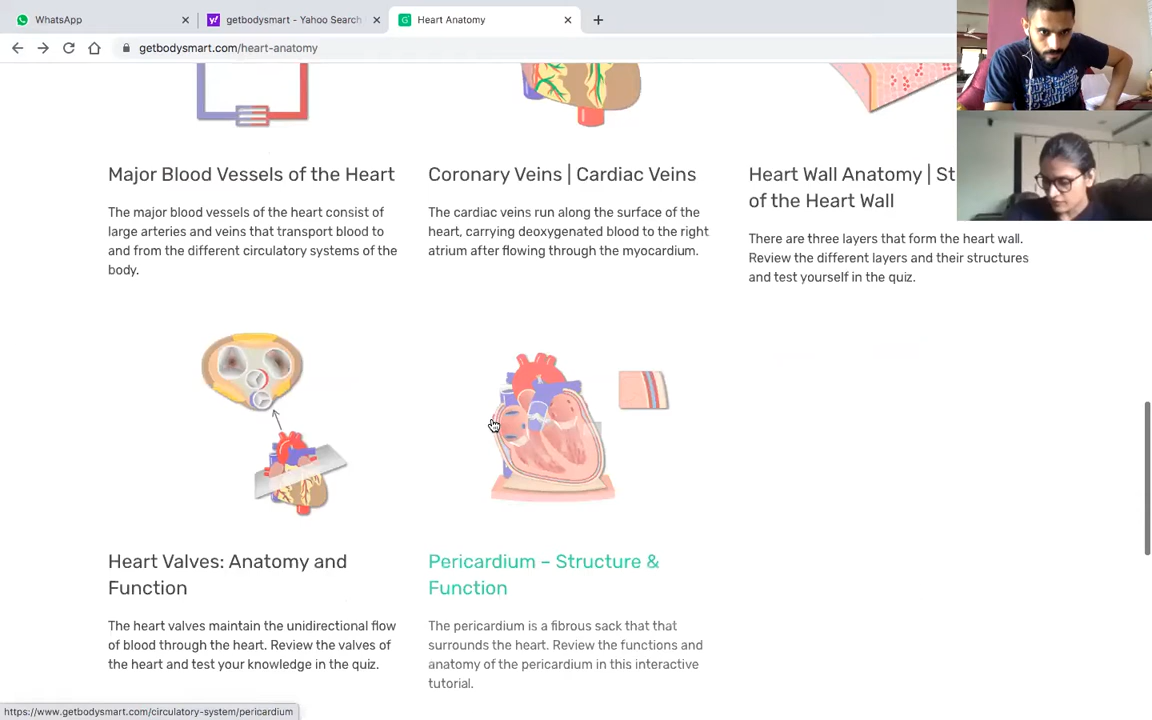 WhatsApp
getbodysmart - Yahoo Search
Heart Anatomy
getbodysmart.com/heart-anatomy
Major Blood Vessels of the Heart
The major blood vessels of the heart consist of
large arteries and veins that transport blood to
and from the different circulatory systems of the
body.
Coronary Veins | Cardiac Veins
The cardiac veins run along the surface of the
heart, carrying deoxygenated blood to the right
atrium after flowing through the myocardium.
Heart Wall Anatomy | St
of the Heart Wall
There are three layers that form the heart wall.
Review the different layers and their structures
and test yourself in the quiz.
Heart Valves: Anatomy and
Function
The heart valves maintain the unidirectional flow
of blood through the heart. Review the valves of
the heart and test your knowledge in the quiz.
Pericardium – Structure &
Function
The pericardium is a fibrous sack that that
surrounds the heart. Review the functions and
anatomy of the pericardium in this interactive
tutorial.
https://www.getbodysmart.com/circulatory-system/pericardium